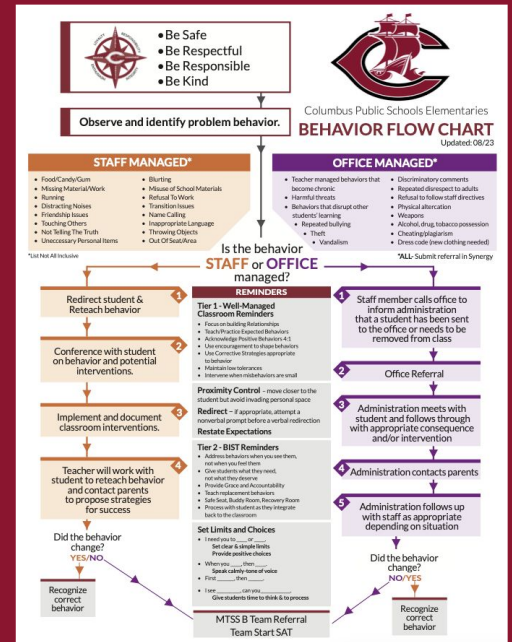 •Be Safe
•Be Respectful
•Be Responsible
•Be Kind
Observe and identify problem behavior.
Columbus Public Schools Elementaries
BEHAVIOR FLOW CHART
Updated: 08/23
STAFF MANAGED*
• Food/Candy/Gum
• Missing Material/Work
• Running
• Distracting Noises
• Friendship Issues
• Touching Others
• Not Telling The Truth
• Uneccessary Personal Items
• Blurting
• Misuse of School Materials
• Refusal To Work
• Transition Issues
• Name Calling
• Inappropriate Language
• Throwing Objects
• Out Of Seat/Area
*List Not All Inclusive
OFFICE MANAGED*
• Teacher managed behaviors that
become chronic
• Harmful threats
• Behaviors that disrupt other
students' learning
• Repeated bullying
• Theft
• Vandalism
• Discriminatory comments
• Repeated disrespect to adults
• Refusal to follow staff directives
• Physical altercation
• Weapons
• Alcohol, drug, tobacco possession
• Cheating/plagiarism
• Dress code (new clothing needed)
*ALL- Submit referral in Synergy
Is the behavior
STAFF or OFFICE
managed?
1
Redirect student &
Reteach behavior
2
Conference with student
on behavior and potential
interventions.
3
Implement and document
classroom interventions.
4
Teacher will work with
student to reteach behavior
and contact parents
to propose strategies
for success
Did the behavior
change?
YES/NO
Recognize
correct
behavior
REMINDERS
Tier 1 - Well-Managed
Classroom Reminders
• Focus on building Relationships
• Teach/Practice Expected Behaviors
• Acknowledge Positive Behaviors 4:1
• Use encouragement to shape behaviors
• Use Corrective Strategies appropriate
to behavior
• Maintain low tolerances
• Intervene when misbehaviors are small
Proximity Control – move closer to the
student but avoid invading personal space
Redirect – if appropriate, attempt a
nonverbal prompt before a verbal redirection
Restate Expectations
Tier 2 - BIST Reminders
• Address behaviors when you see them,
not when you feel them
• Give students what they need,
not what they deserve
• Provide Grace and Accountability
• Teach replacement behaviors
• Safe Seat, Buddy Room, Recovery Room
• Process with student as they integrate
back to the classroom
Set Limits and Choices
• I need you to ____ or ____.
Set clear & simple limits
Provide positive choices
• When you ____, then ____.
Speak calmly-tone of voice
• First ____, then ____.
• I see ____, can you ____.
Give students time to think & to process
MTSS B Team Referral
Team Start SAT
1
Staff member calls office to
inform administration
that a student has been sent
to the office or needs to be
removed from class
2
Office Referral
3
Administration meets with
student and follows through
with appropriate consequence
and/or intervention
4
Administration contacts parents
5
Administration follows up
with staff as appropriate
depending on situation
Did the behavior
change?
NO/YES
Recognize
correct
behavior